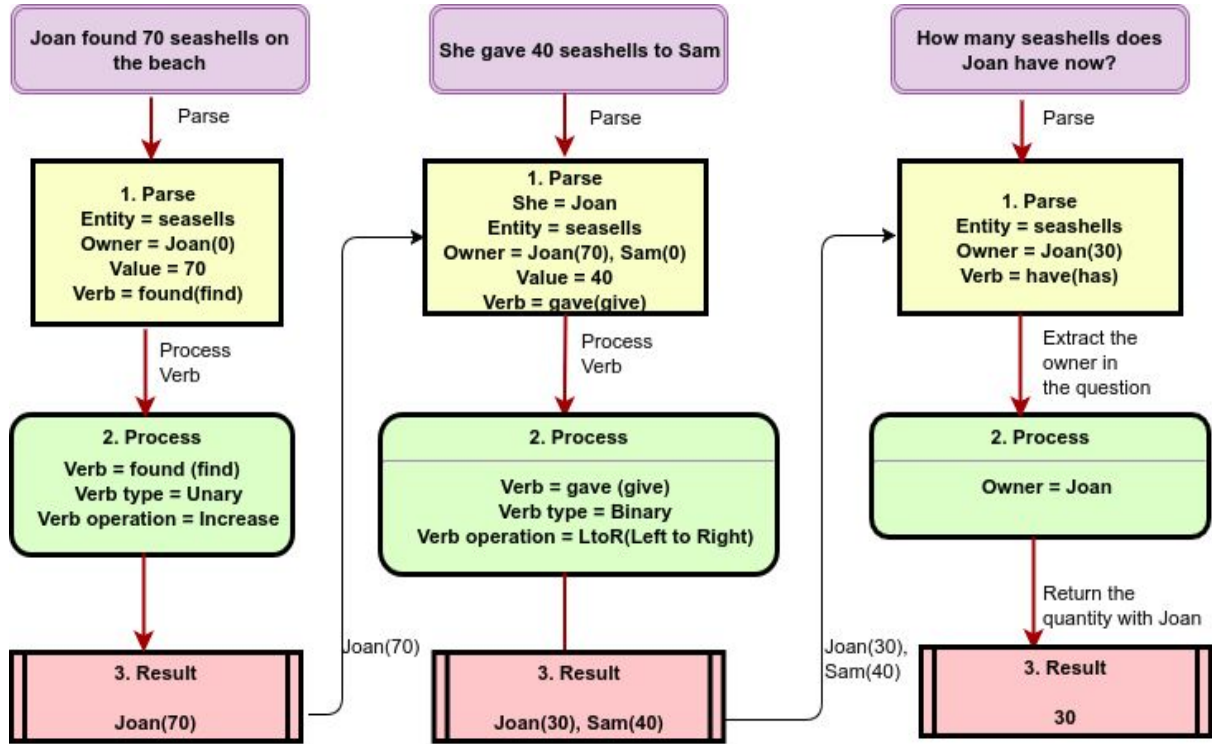 Joan found 70 seashells on
the beach
Parse
1. Parse
Entity = seasells
Owner = Joan(0)
Value = 70
Verb = found(find)
Process
Verb
2. Process
Verb = found (find)
Verb type = Unary
Verb operation = Increase
3. Result
Joan(70)
Joan(70)
She gave 40 seashells to Sam
Parse
1. Parse
She = Joan
Entity = seasells
Owner = Joan(70), Sam(0)
Value = 40
Verb = gave(give)
Process
Verb
2. Process
Verb = gave (give)
Verb type = Binary
Verb operation = LtoR(Left to Right)
3. Result
Joan(30), Sam(40)
Joan(30),
Sam(40)
How many seashells does
Joan have now?
Parse
1. Parse
Entity = seashells
Owner = Joan(30)
Verb = have(has)
Extract the
owner in
the question
2. Process
Owner = Joan
Return the
quantity with Joan
3. Result
30